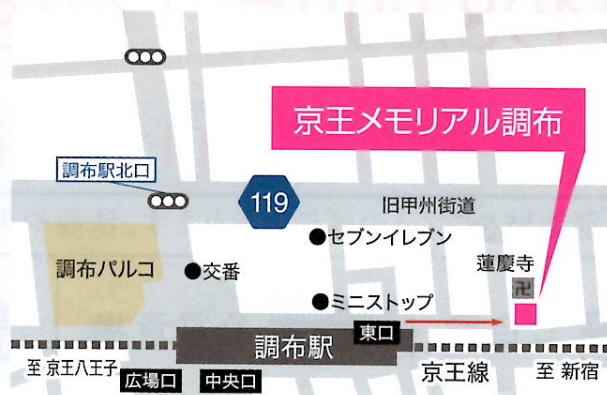 京王メモリアル調布
調布駅北口
119
旧甲州街道
セブンイレブン
調布パルコ
交番
蓮慶寺
卍
ミニストップ
東口
調布駅
至 京王八王子
広場口
中央口
京王線
至 新宿